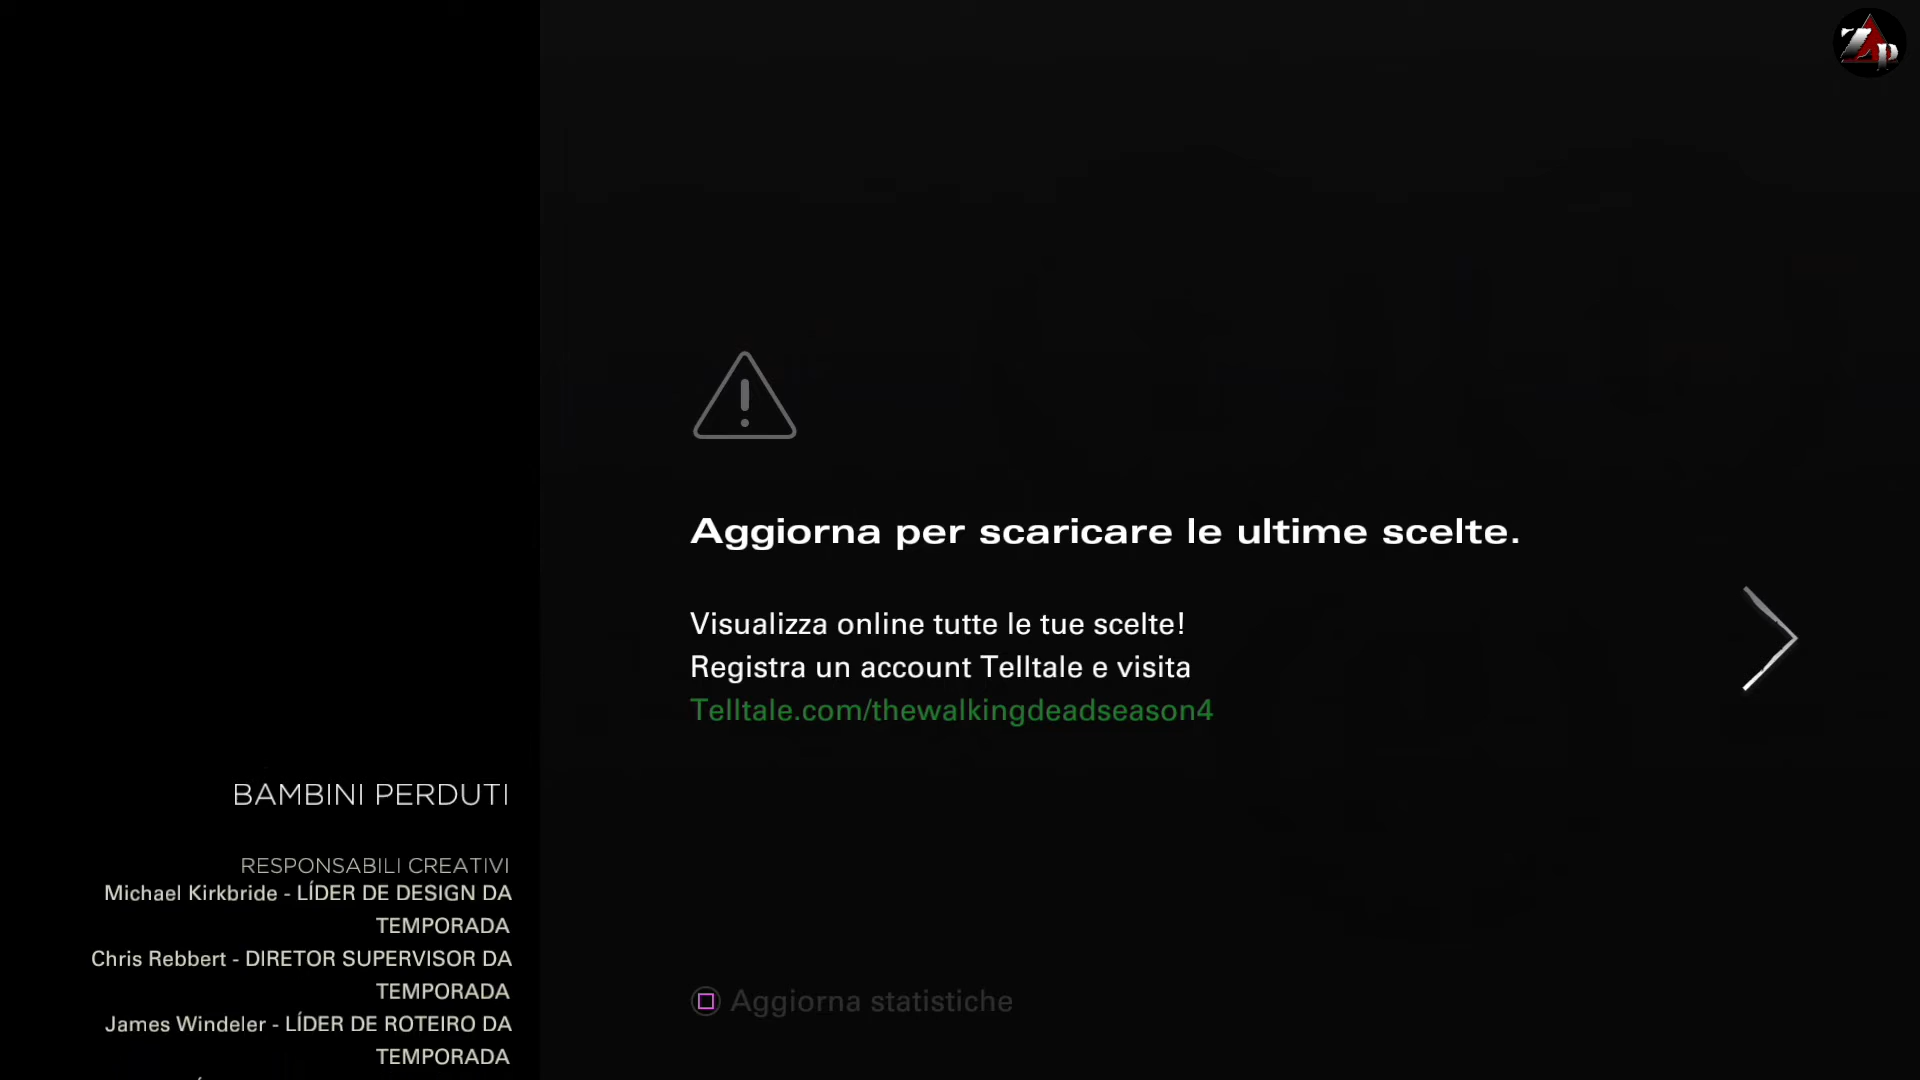 ZAP
Aggiorna per scaricare le ultime scelte.
Visualizza online tutte le tue scelte!
Registra un account Telltale e visita
Telltale.com/thewalkingdeadseason4
BAMBINI PERDUTI
RESPONSABILI CREATIVI
Michael Kirkbride - LÍDER DE DESIGN DA
TEMPORADA
Chris Rebbert - DIRETOR SUPERVISOR DA
TEMPORADA
James Windeler - LÍDER DE ROTEIRO DA
TEMPORADA
Aggiorna statistiche